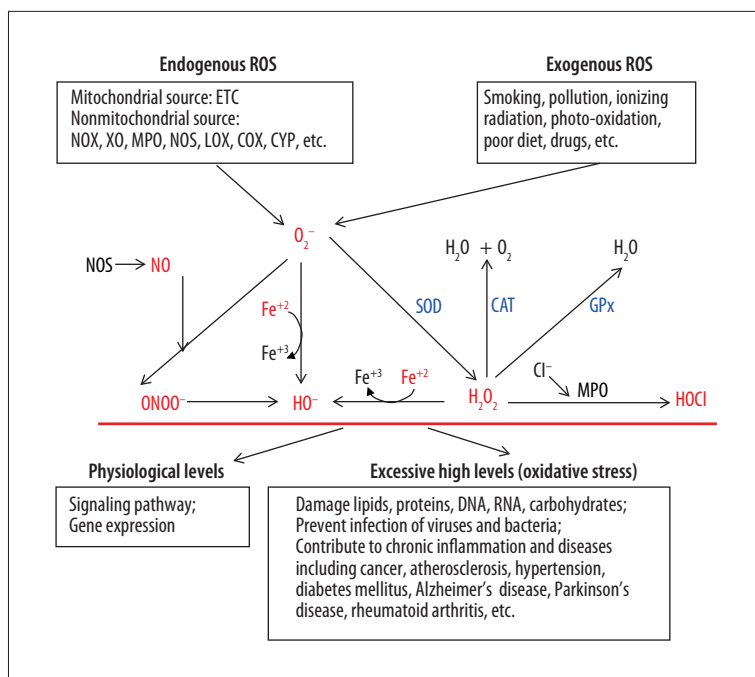 Endogenous ROS
Mitochondrial source: ETC
Nonmitochondrial source:
NOX, XO, MPO, NOS, LOX, COX, CYP, etc.
Exogenous ROS
Smoking, pollution, ionizing
radiation, photo-oxidation,
poor diet, drugs, etc.
O₂⁻
H₂O + O₂
H₂O
NOS
NO
SOD
CAT
GPx
Fe⁺²
Fe⁺³
Cl⁻
MPO
Fe⁺³
Fe⁺²
ONOO⁻
HO⁻
H₂O₂
HOCl
Physiological levels
Signaling pathway;
Gene expression
Excessive high levels (oxidative stress)
Damage lipids, proteins, DNA, RNA, carbohydrates;
Prevent infection of viruses and bacteria;
Contribute to chronic inflammation and diseases
including cancer, atherosclerosis, hypertension,
diabetes mellitus, Alzheimer's disease, Parkinson's
disease, rheumatoid arthritis, etc.